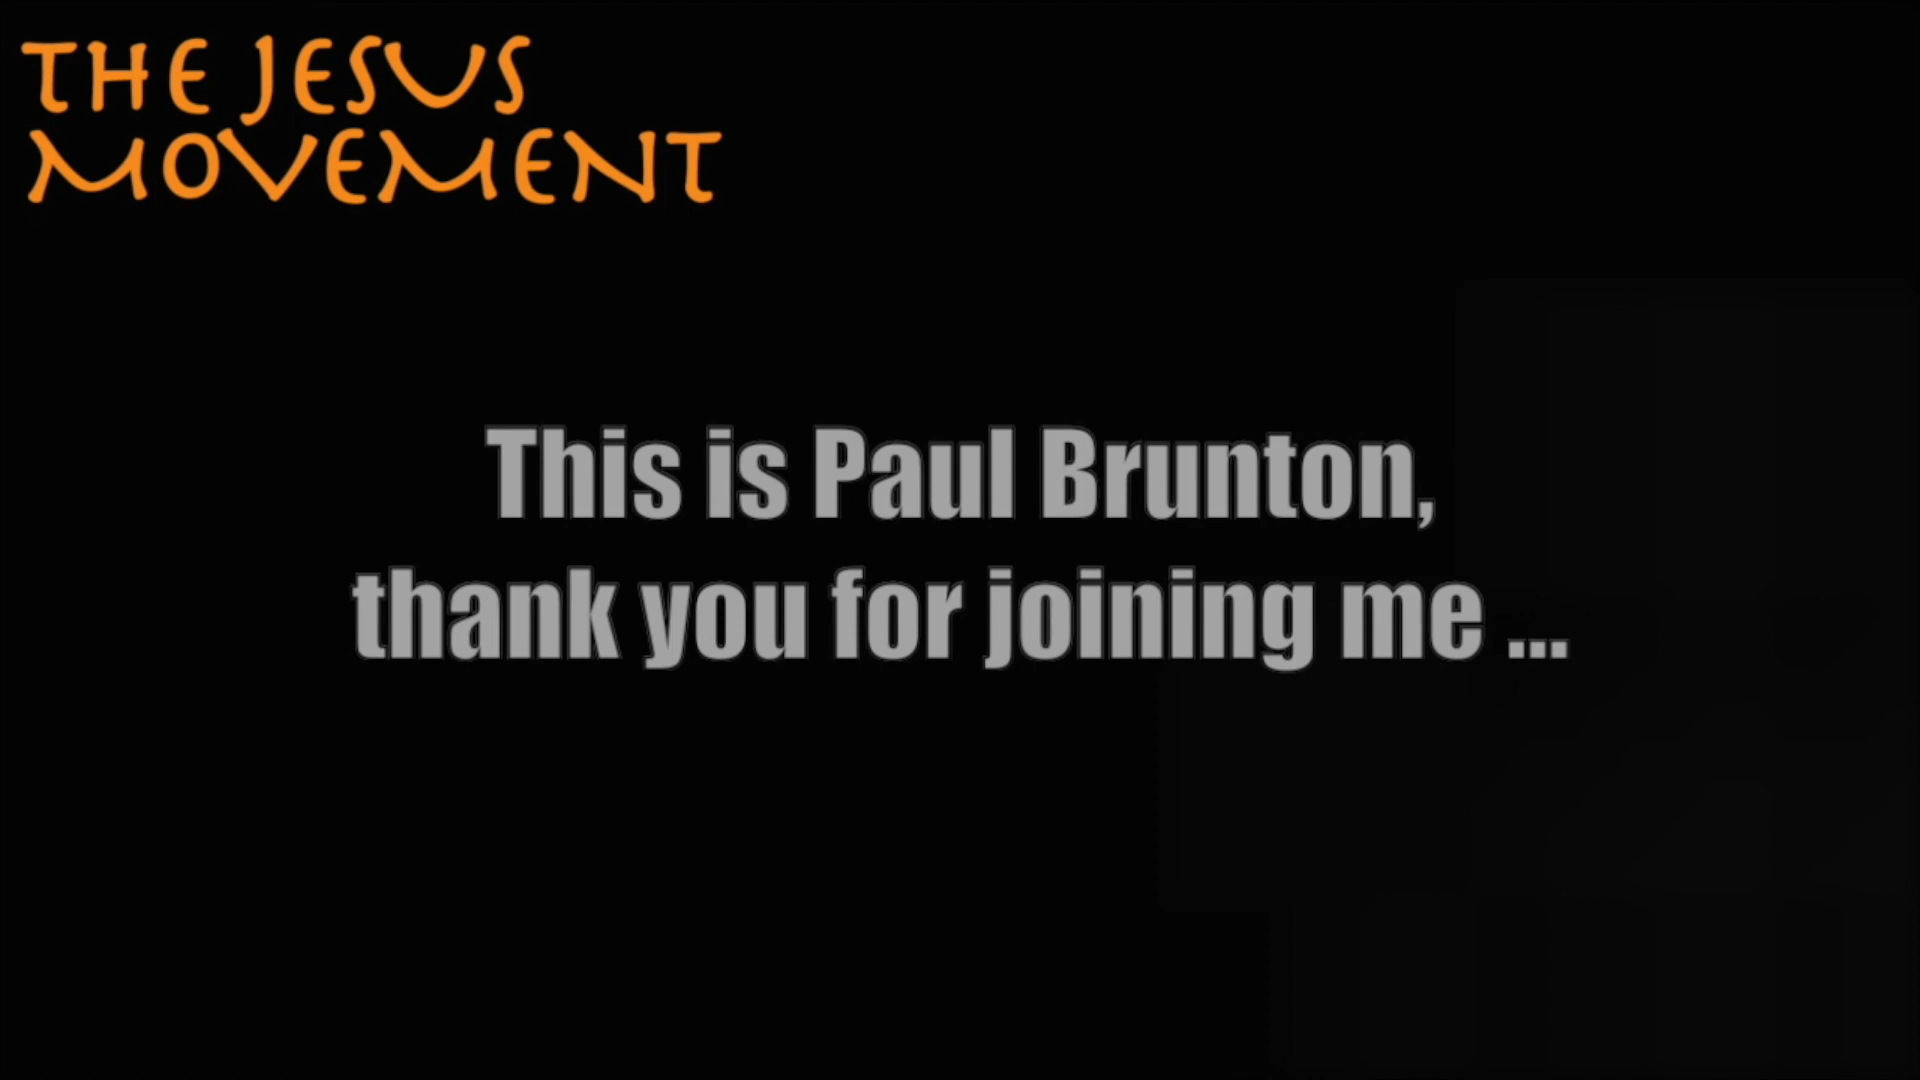 THE JESUS
MOVEMENT
This is Paul Brunton,
thank you for joining me ...